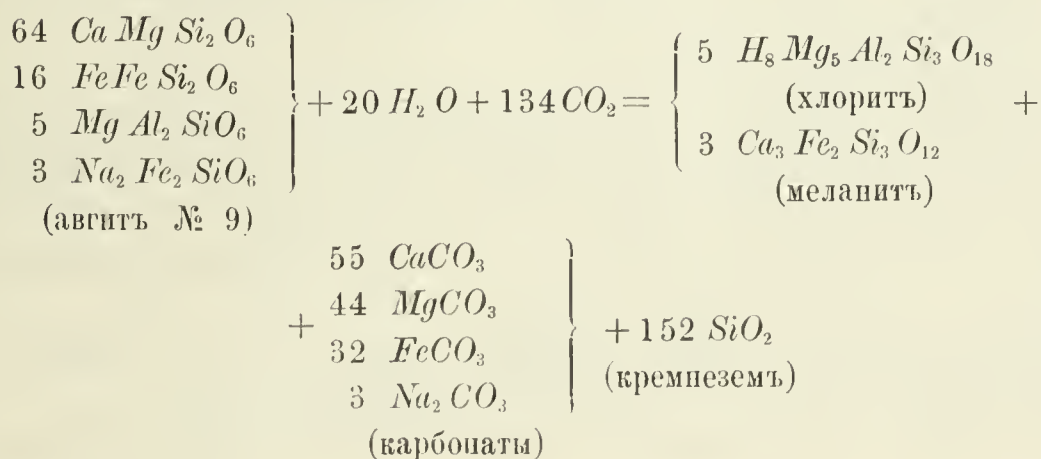 64 Ca Mg Si₂ O₆
16 FeFe Si₂ O₆
5 Mg Al₂ SiO₆
3 Na₂ Fe₂ SiO₆
(авгитъ № 9)
+ 20 H₂ O + 134 CO₂ =
5 H₈ Mg₅ Al₂ Si₃ O₁₈
(хлоритъ)
3 Ca₃ Fe₂ Si₃ O₁₂
(меланитъ)
+
+
55 CaCO₃
44 MgCO₃
32 FeCO₃
3 Na₂ CO₃
(карбонаты)
+ 152 SiO₂
(кремнеземъ)